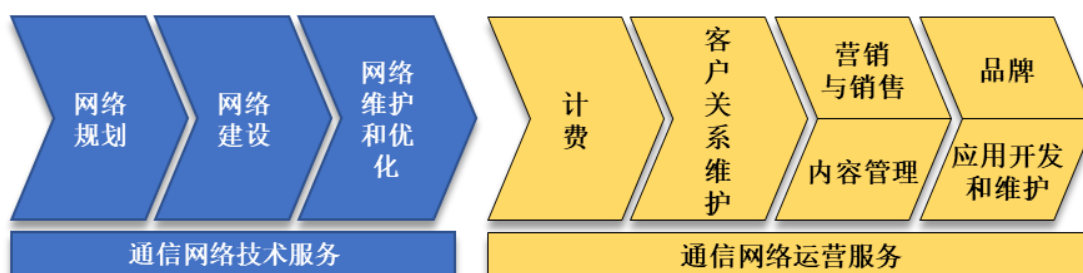 网络
规划
网络
建设
网络
维护
和优
化
计
费
客
户
关
系
维
护
营销
与销售
品牌
内容管理
应用开发
和维护
通信网络技术服务
通信网络运营服务